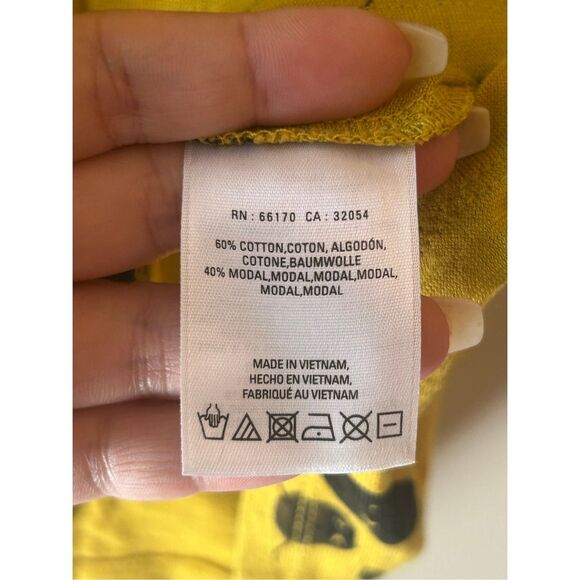 RN : 66170 CA : 32054
60% COTTON,COTON, ALGODÓN,
COTONE,BAUMWOLLE
40% MODAL,MODAL,MODAL,MODAL,
MODAL,MODAL
MADE IN VIETNAM,
HECHO EN VIETNAM,
FABRIQUÉ AU VIETNAM